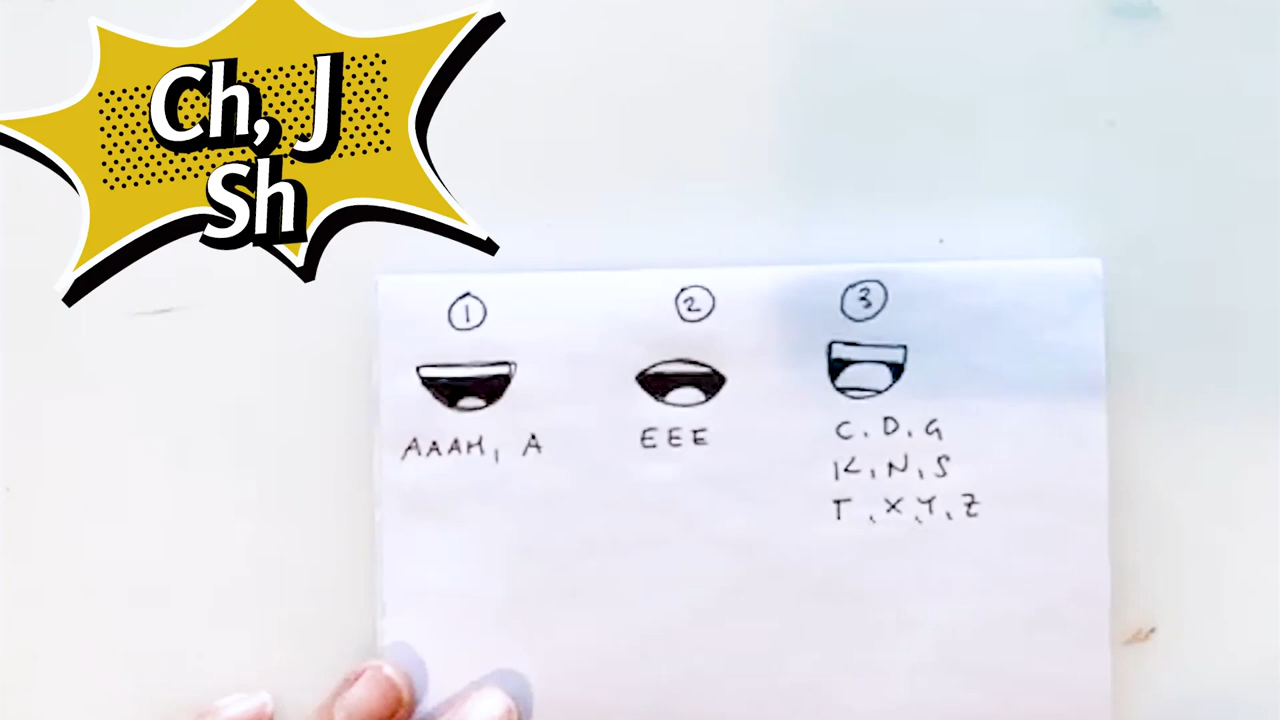 Ch, J
Sh
1
2
3
AAAH, A
EEE
C, D, G
K, N, S
T, X, Y, Z